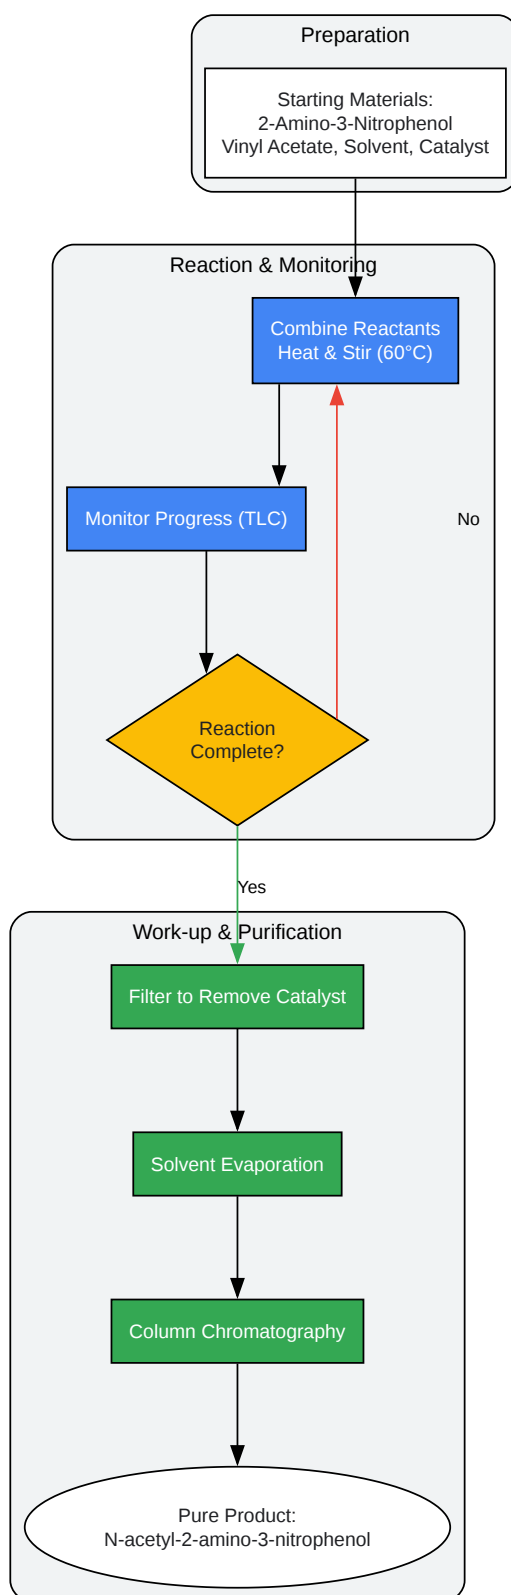 Preparation
Starting Materials:
2-Amino-3-Nitrophenol
Vinyl Acetate, Solvent, Catalyst
Reaction & Monitoring
Combine Reactants
Heat & Stir (60°C)
Monitor Progress (TLC)
No
Reaction
Complete?
Yes
Work-up & Purification
Filter to Remove Catalyst
Solvent Evaporation
Column Chromatography
Pure Product:
N-acetyl-2-amino-3-nitrophenol